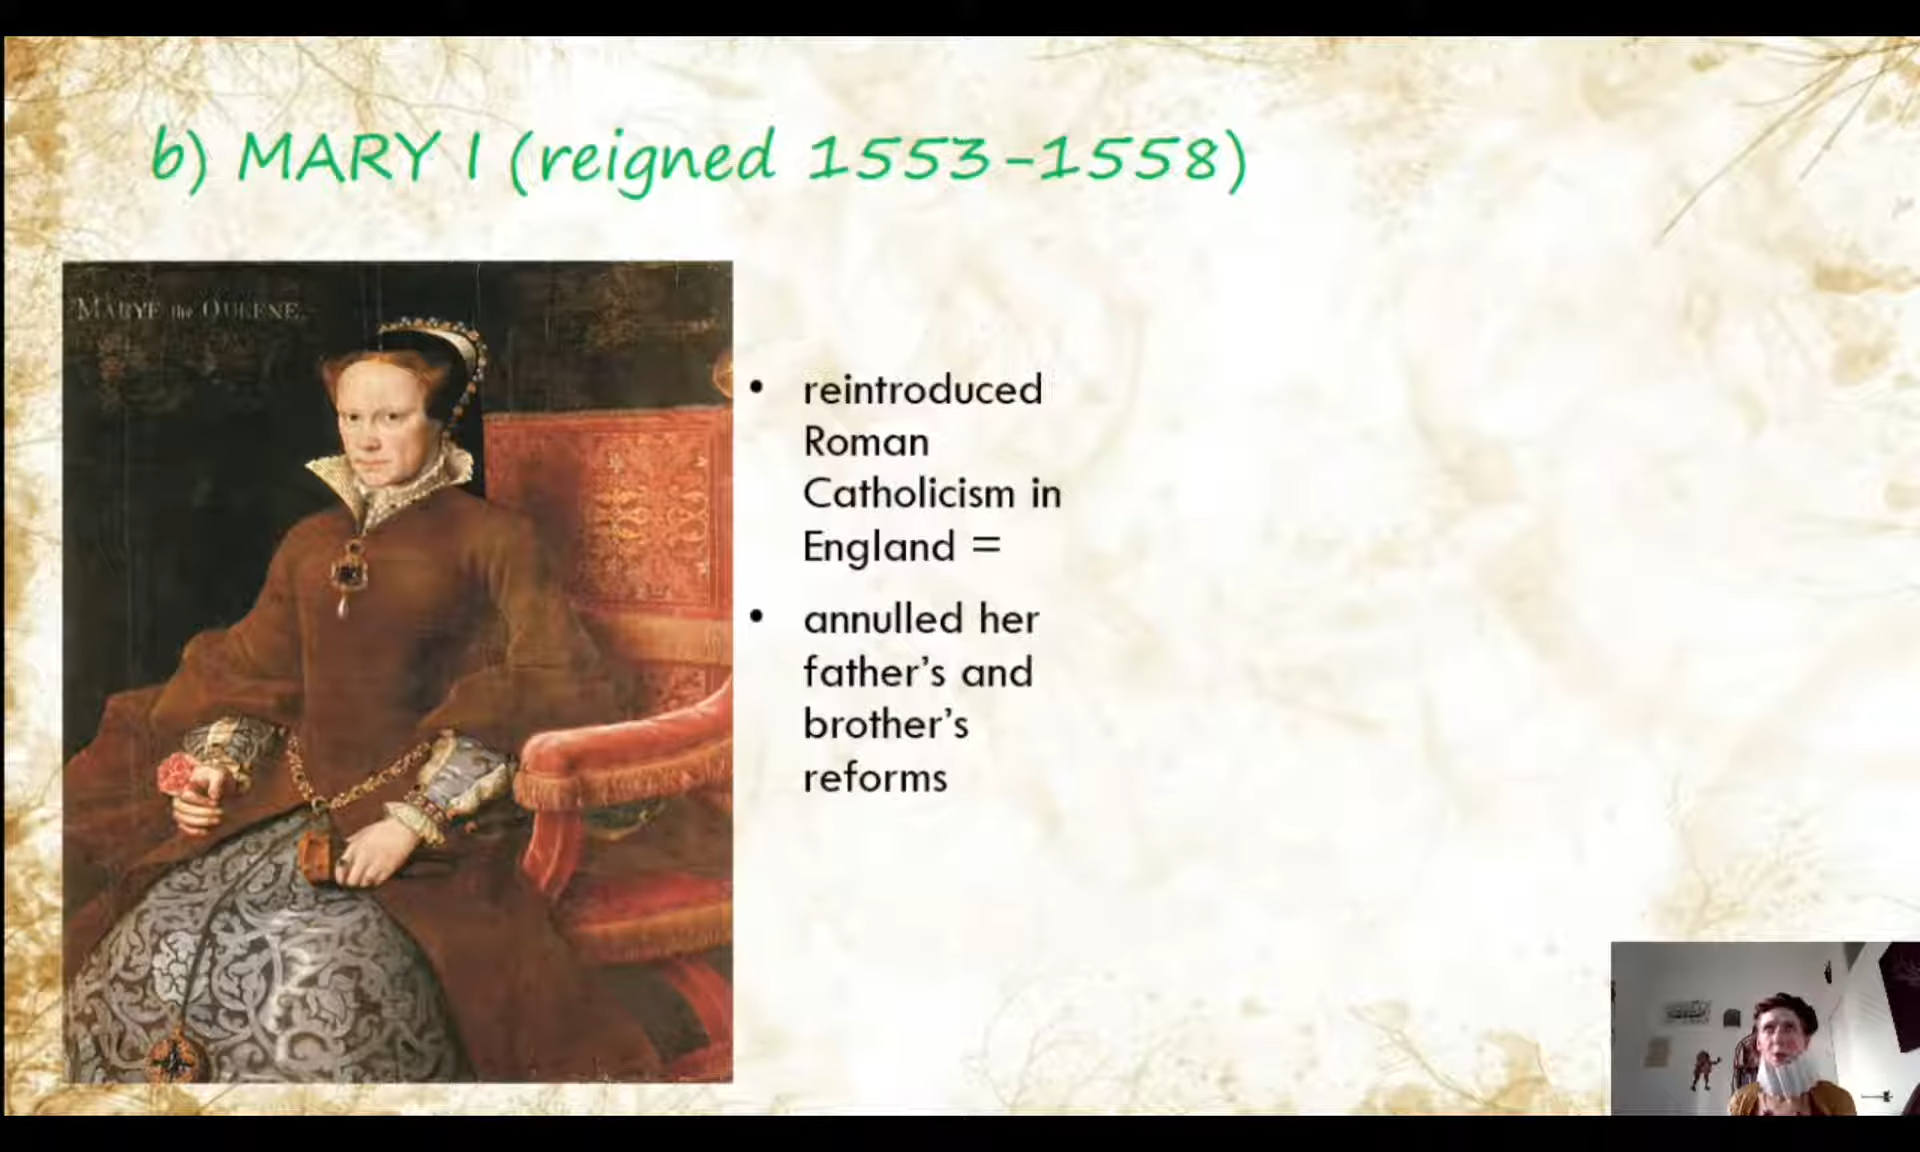 b) MARY I (reigned 1553-1558)
MARYE the QUEENE
• reintroduced
Roman
Catholicism in
England =
• annulled her
father's and
brother's
reforms